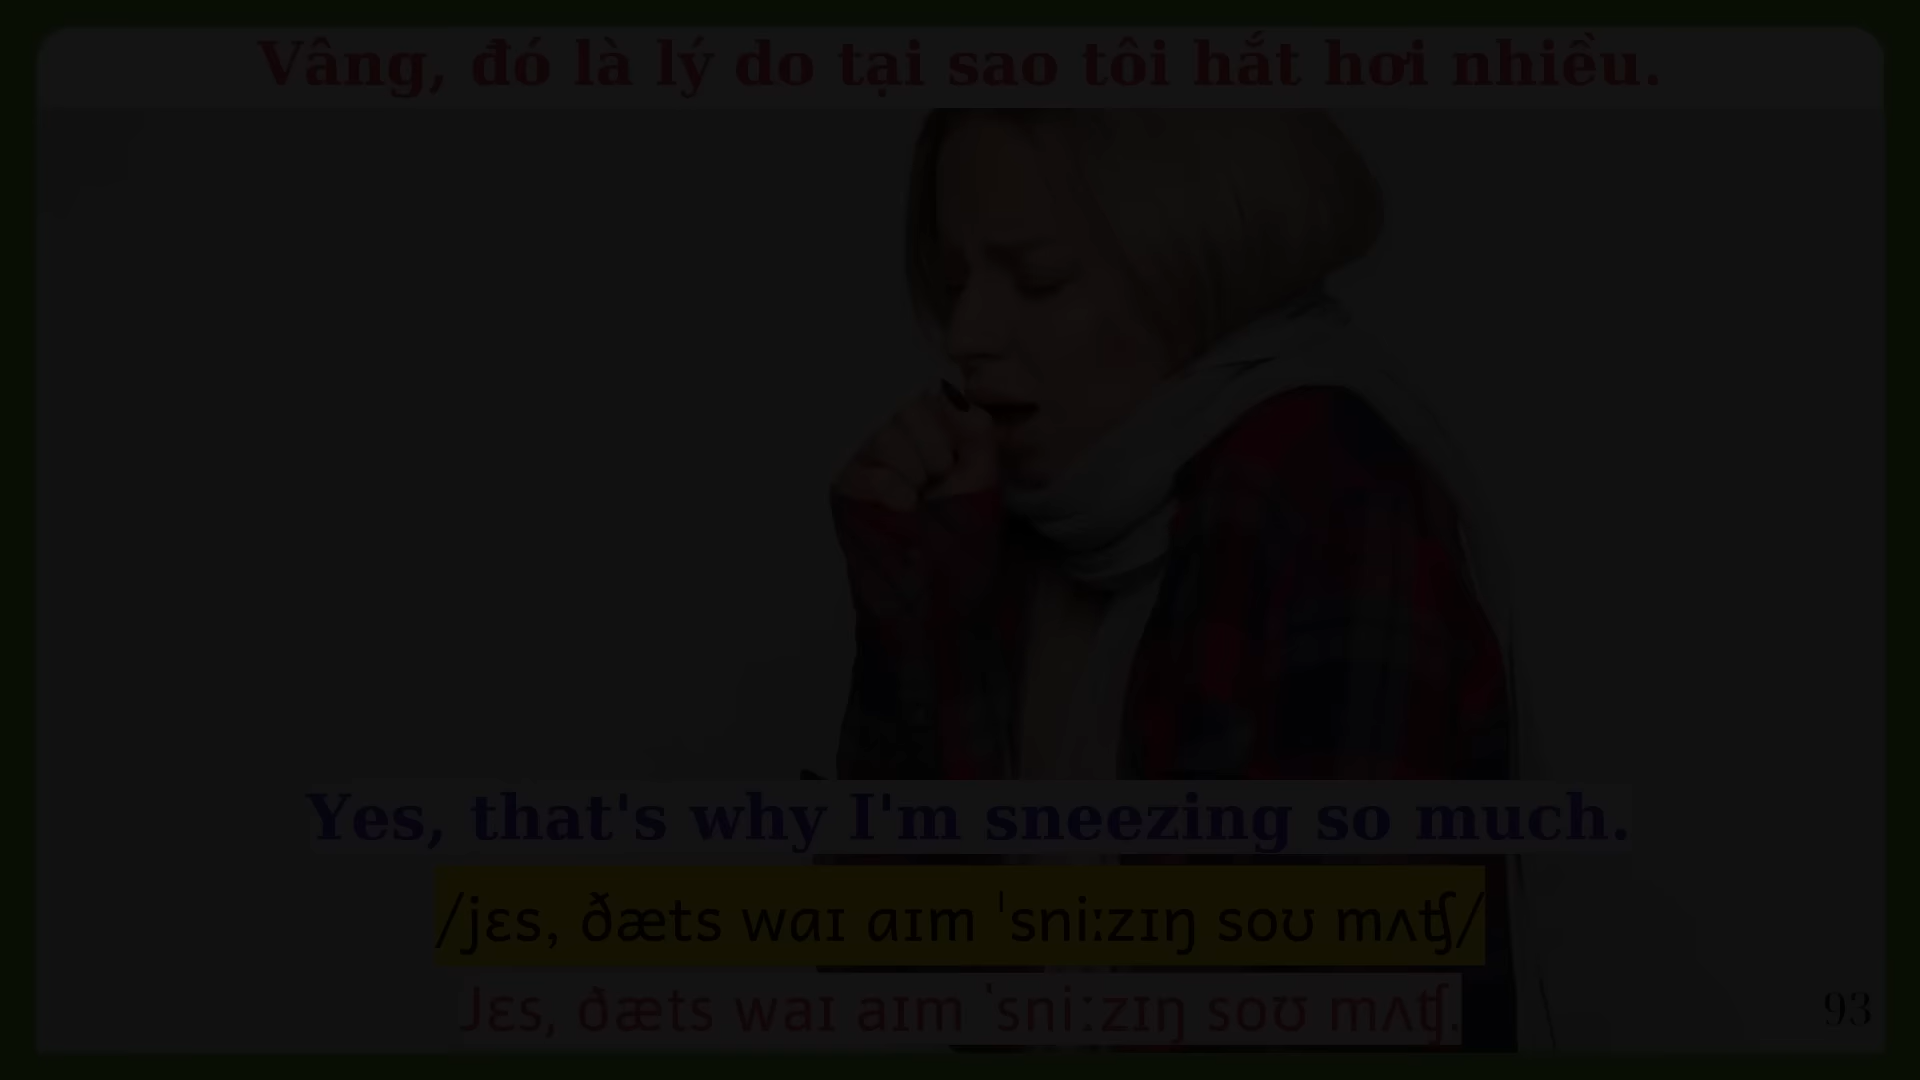 Vâng, đó là lý do tại sao tôi hắt hơi nhiều.
Yes, that's why I'm sneezing so much.
/jɛs, ðæts waɪ aɪm ˈsniːzɪŋ soʊ mʌʧ/
Jɛs, ðæts waɪ aɪm ˈsniːzɪŋ soʊ mʌʧ.
93